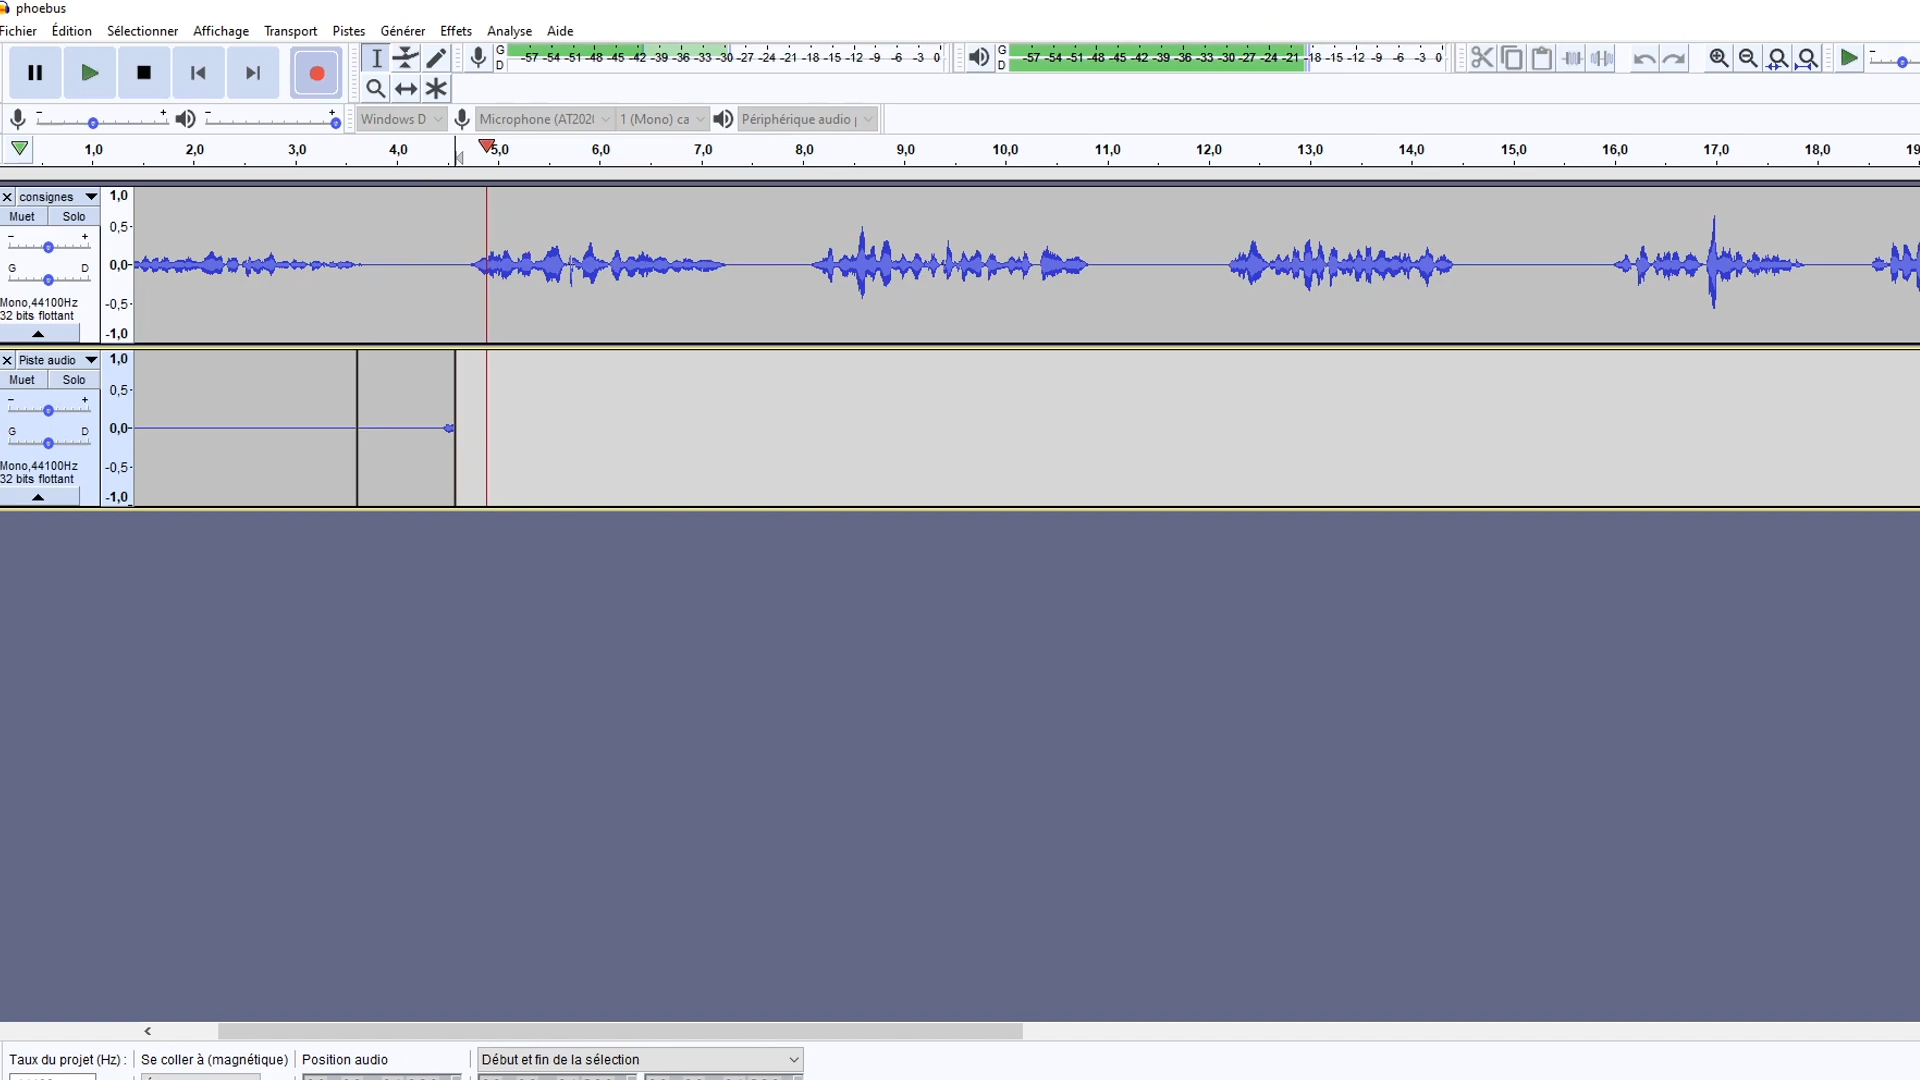 phoebus
Fichier Édition Sélectionner Affichage Transport Pistes Générer Effets Analyse Aide
G
D
-57 -54 -51 -48 -45 -42 -39 -36 -33 -30 -27 -24 -21 -18 -15 -12 -9 -6 -3 0
G
D
-57 -54 -51 -48 -45 -42 -39 -36 -33 -30 -27 -24 -21 -18 -15 -12 -9 -6 -3 0
Windows D
Microphone (AT202
1 (Mono) ca
Périphérique audio
1,0 2,0 3,0 4,0 5,0 6,0 7,0 8,0 9,0 10,0 11,0 12,0 13,0 14,0 15,0 16,0 17,0 18,0 19
consignes
Muet Solo
- +
G D
Mono,44100Hz
32 bits flottant
1,0
0,5
0,0
-0,5
-1,0
Piste audio
Muet Solo
- +
G D
Mono,44100Hz
32 bits flottant
1,0
0,5
0,0
-0,5
-1,0
Taux du projet (Hz) : Se coller à (magnétique) Position audio Début et fin de la sélection